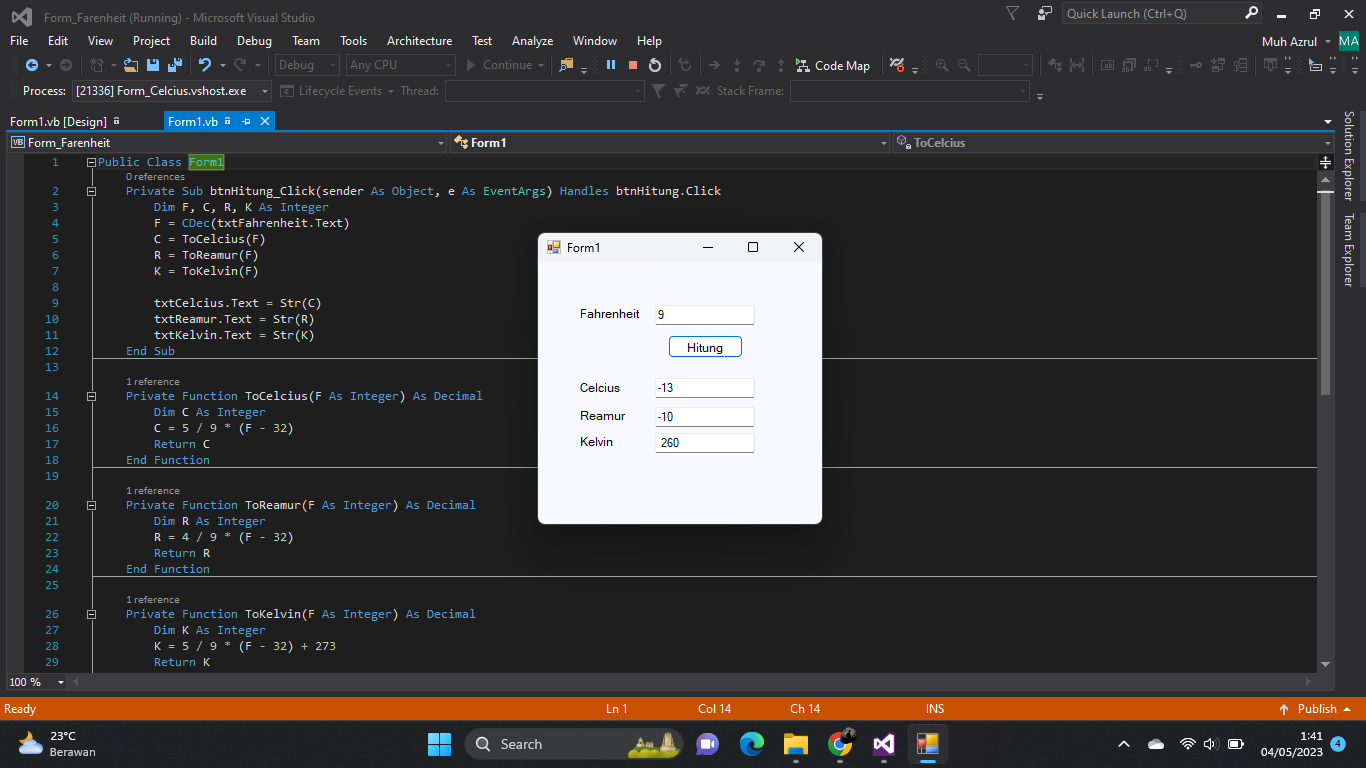 Form_Farenheit (Running) - Microsoft Visual Studio
Quick Launch (Ctrl+Q)
File Edit View Project Build Debug Team Tools Architecture Test Analyze Window Help
Muh Azrul MA
Debug Any CPU Continue Code Map
Process: [21336] Form_Celcius.vshost.exe Lifecycle Events Thread: Stack Frame:
Form1.vb [Design] Form1.vb
VB Form_Farenheit Form1 ToCelcius
Solution Explorer
Team Explorer
1 Public Class Form1
0 references
2 Private Sub btnHitung_Click(sender As Object, e As EventArgs) Handles btnHitung.Click
3 Dim F, C, R, K As Integer
4 F = CDec(txtFahrenheit.Text)
5 C = ToCelcius(F)
6 R = ToReamur(F)
7 K = ToKelvin(F)
8
9 txtCelcius.Text = Str(C)
10 txtReamur.Text = Str(R)
11 txtKelvin.Text = Str(K)
12 End Sub
13
1 reference
14 Private Function ToCelcius(F As Integer) As Decimal
15 Dim C As Integer
16 C = 5 / 9 * (F - 32)
17 Return C
18 End Function
19
1 reference
20 Private Function ToReamur(F As Integer) As Decimal
21 Dim R As Integer
22 R = 4 / 9 * (F - 32)
23 Return R
24 End Function
25
1 reference
26 Private Function ToKelvin(F As Integer) As Decimal
27 Dim K As Integer
28 K = 5 / 9 * (F - 32) + 273
29 Return K
Form1
Fahrenheit 9
Hitung
Celcius -13
Reamur -10
Kelvin 260
100 %
Ready Ln 1 Col 14 Ch 14 INS Publish
23°C
Berawan
Search
1:41
04/05/2023
4